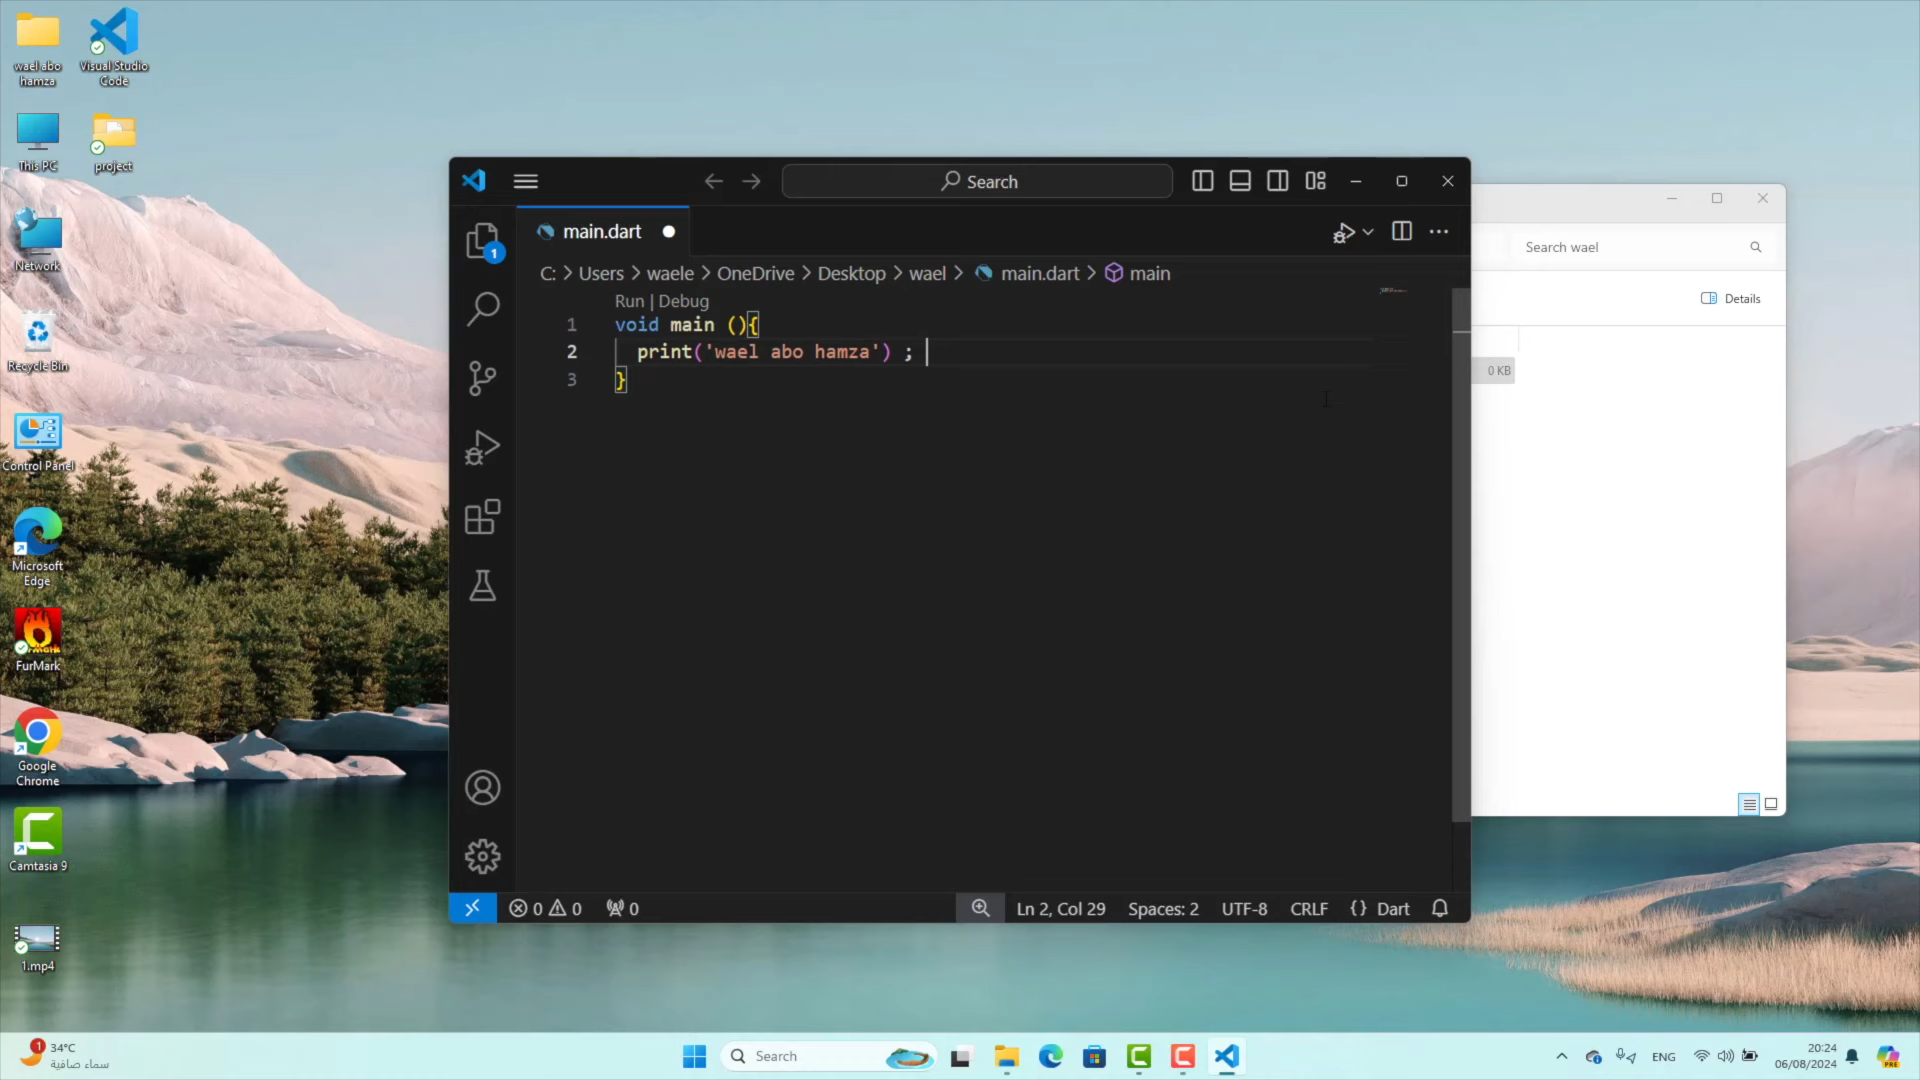 wael abo
hamza
Visual Studio
Code
This PC
project
Network
Recycle Bin
Control Panel
Microsoft
Edge
FurMark
Google
Chrome
Camtasia 9
1.mp4
Search
main.dart
1
C: > Users > waele > OneDrive > Desktop > wael > main.dart > main
Run | Debug
1 void main (){
2 print('wael abo hamza') ;
3 }
0 0 0
Ln 2, Col 29 Spaces: 2 UTF-8 CRLF {} Dart
Search wael
Details
0 KB
1
34°C
سماء صافية
Search
ENG
20:24
06/08/2024
PRE